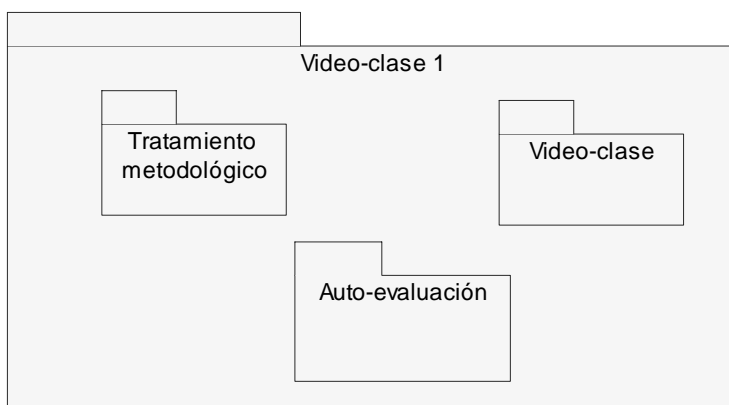 Video-clase 1
Tratamiento
metodológico
Video-clase
Auto-evaluación